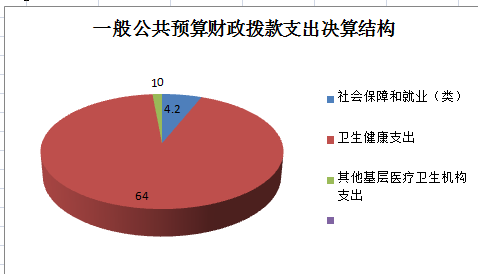 一般公共预算财政拨款支出决算结构
10
4.2
64
社会保障和就业（类）
卫生健康支出
其他基层医疗卫生机构
支出